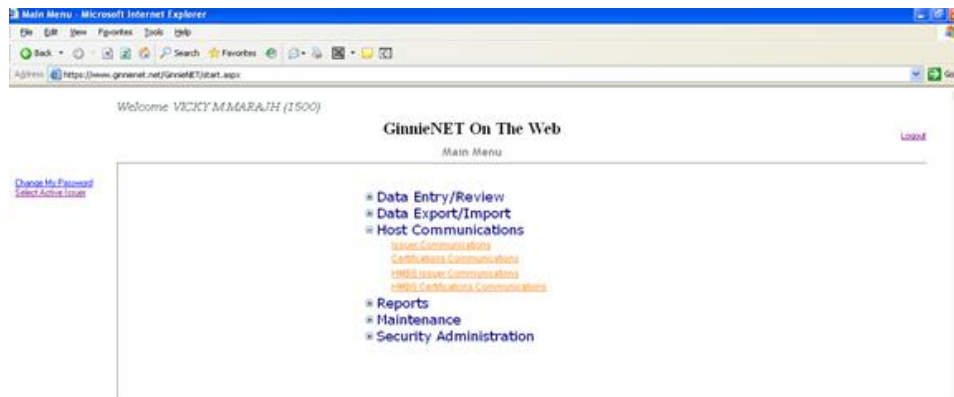 Main Menu - Microsoft Internet Explorer
File Edit View Favorites Tools Help
Back Search Favorites
Address https://www.ginnienet.net/GinnieNET/start.aspx Go
Welcome VICKY M MARAJH (1500)
GinnieNET On The Web
Logout
Main Menu
Change My Password
Select Active Issuer
Data Entry/Review
Data Export/Import
Host Communications
Issuer Communications
Certifications Communications
HMBS Issuer Communications
HMBS Certifications Communications
Reports
Maintenance
Security Administration